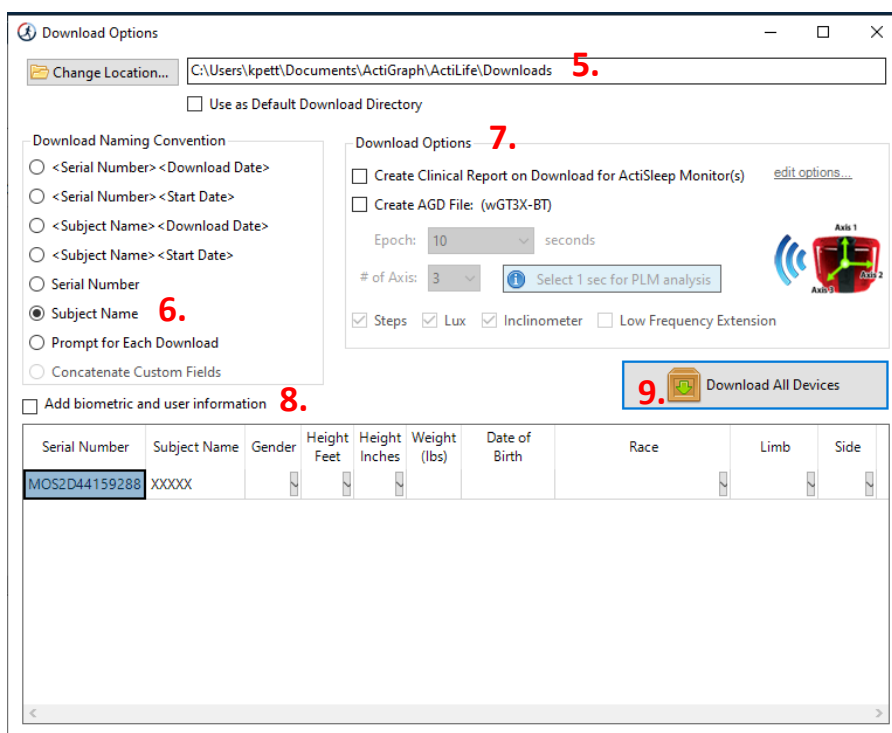 Download Options
Change Location... C:\Users\kpett\Documents\ActiGraph\ActiLife\Downloads 5.
Use as Default Download Directory
Download Naming Convention
<Serial Number><Download Date>
<Serial Number><Start Date>
<Subject Name><Download Date>
<Subject Name><Start Date>
Serial Number
Subject Name 6.
Prompt for Each Download
Concatenate Custom Fields
Download Options 7.
Create Clinical Report on Download for ActiSleep Monitor(s) edit options...
Create AGD File: (wGT3X-BT)
Epoch: 10 seconds
# of Axis: 3 Select 1 sec for PLM analysis
Steps Lux Inclinometer Low Frequency Extension
Axis 1
Axis 2
Axis 3
Add biometric and user information 8.
9. Download All Devices
Serial Number Subject Name Gender Height Feet Height Inches Weight (lbs) Date of Birth Race Limb Side
MOS2D44159288 XXXXX